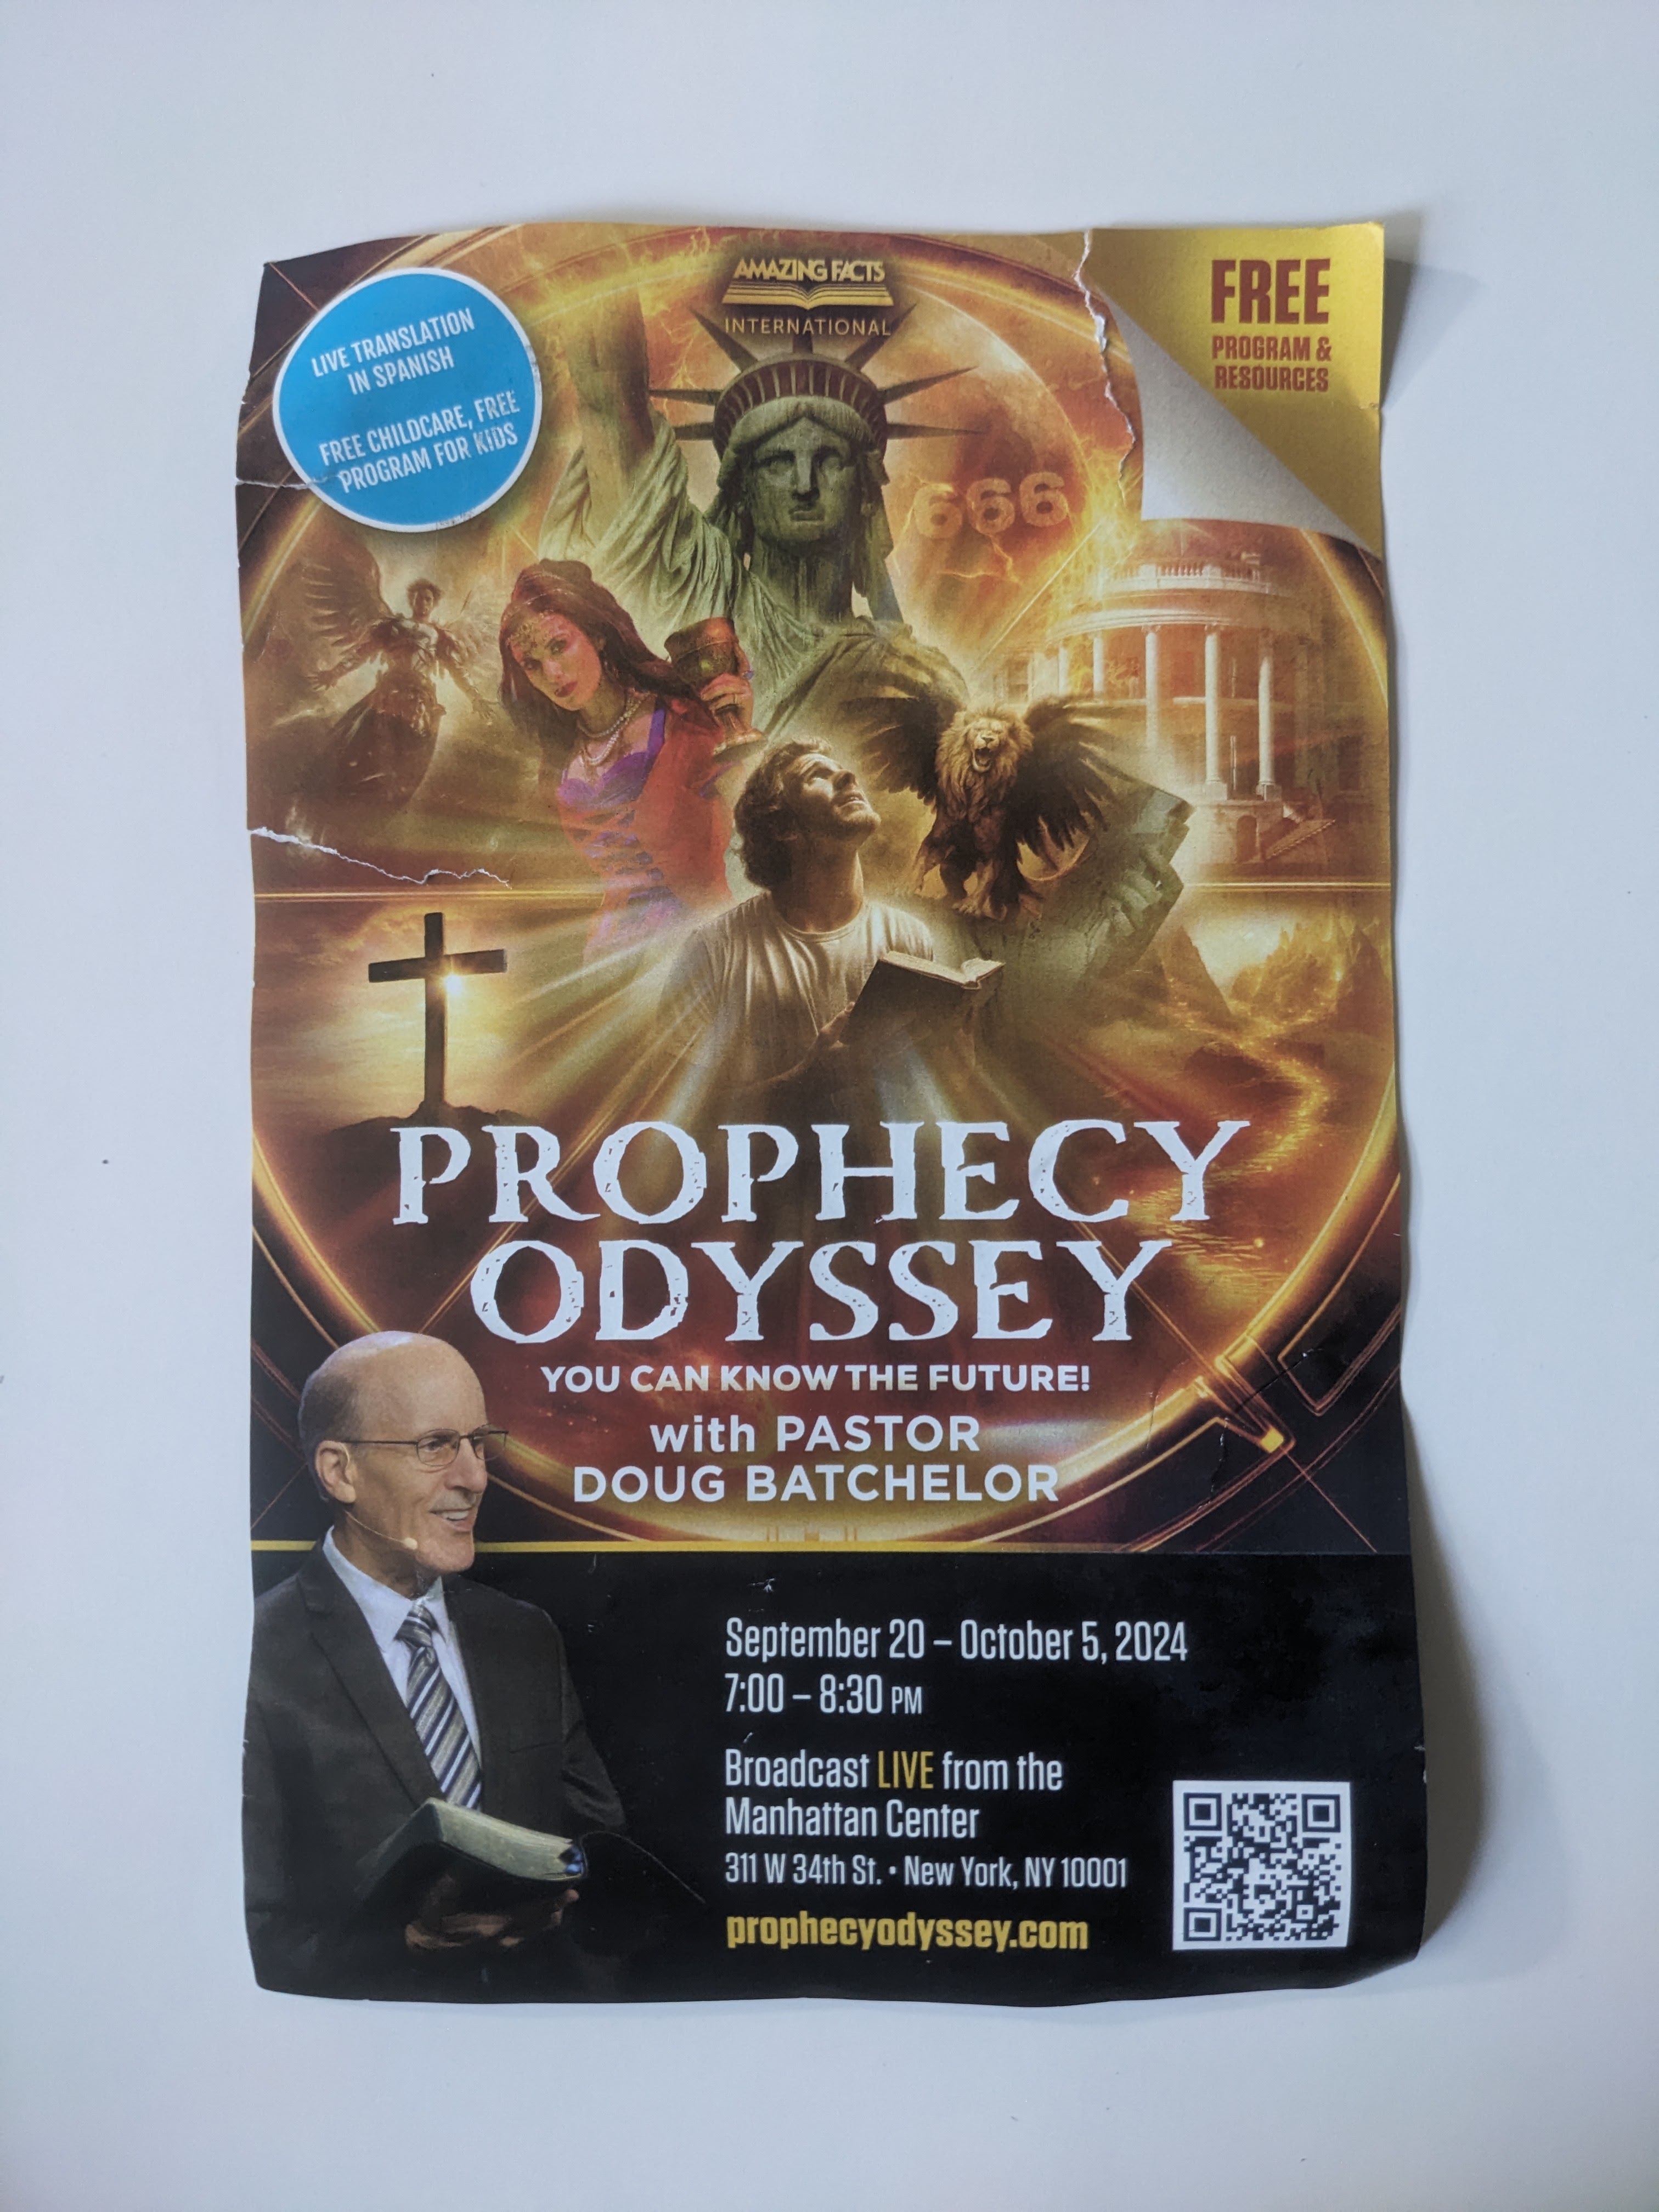 AMAZING FACTS
INTERNATIONAL
FREE
PROGRAM &
RESOURCES
LIVE TRANSLATION
IN SPANISH
FREE CHILDCARE, FREE
PROGRAM FOR KIDS
666
PROPHECY
ODYSSEY
YOU CAN KNOW THE FUTURE!
with PASTOR
DOUG BATCHELOR
September 20 – October 5, 2024
7:00 – 8:30 PM
Broadcast LIVE from the
Manhattan Center
311 W 34th St. • New York, NY 10001
prophecyodyssey.com